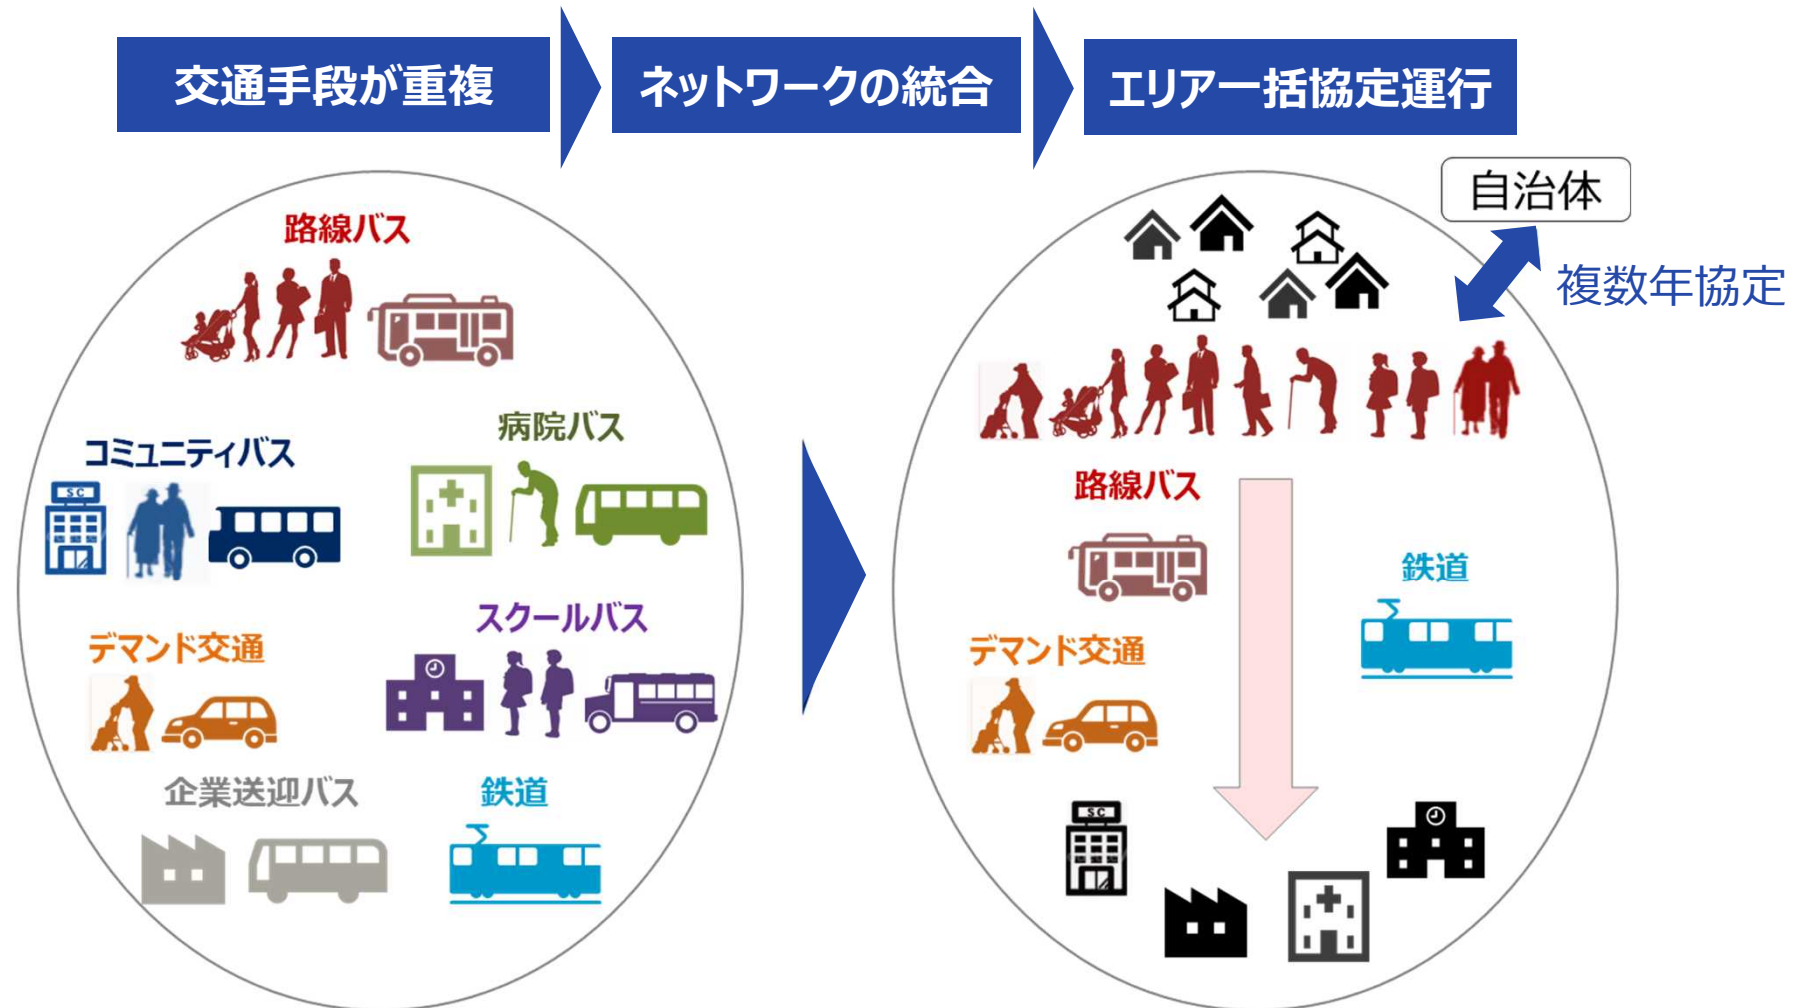 交通手段が重複
ネットワークの統合
エリア一括協定運行
路線バス
コミュニティバス
SC
病院バス
デマンド交通
スクールバス
企業送迎バス
鉄道
自治体
複数年協定
路線バス
鉄道
デマンド交通
SC